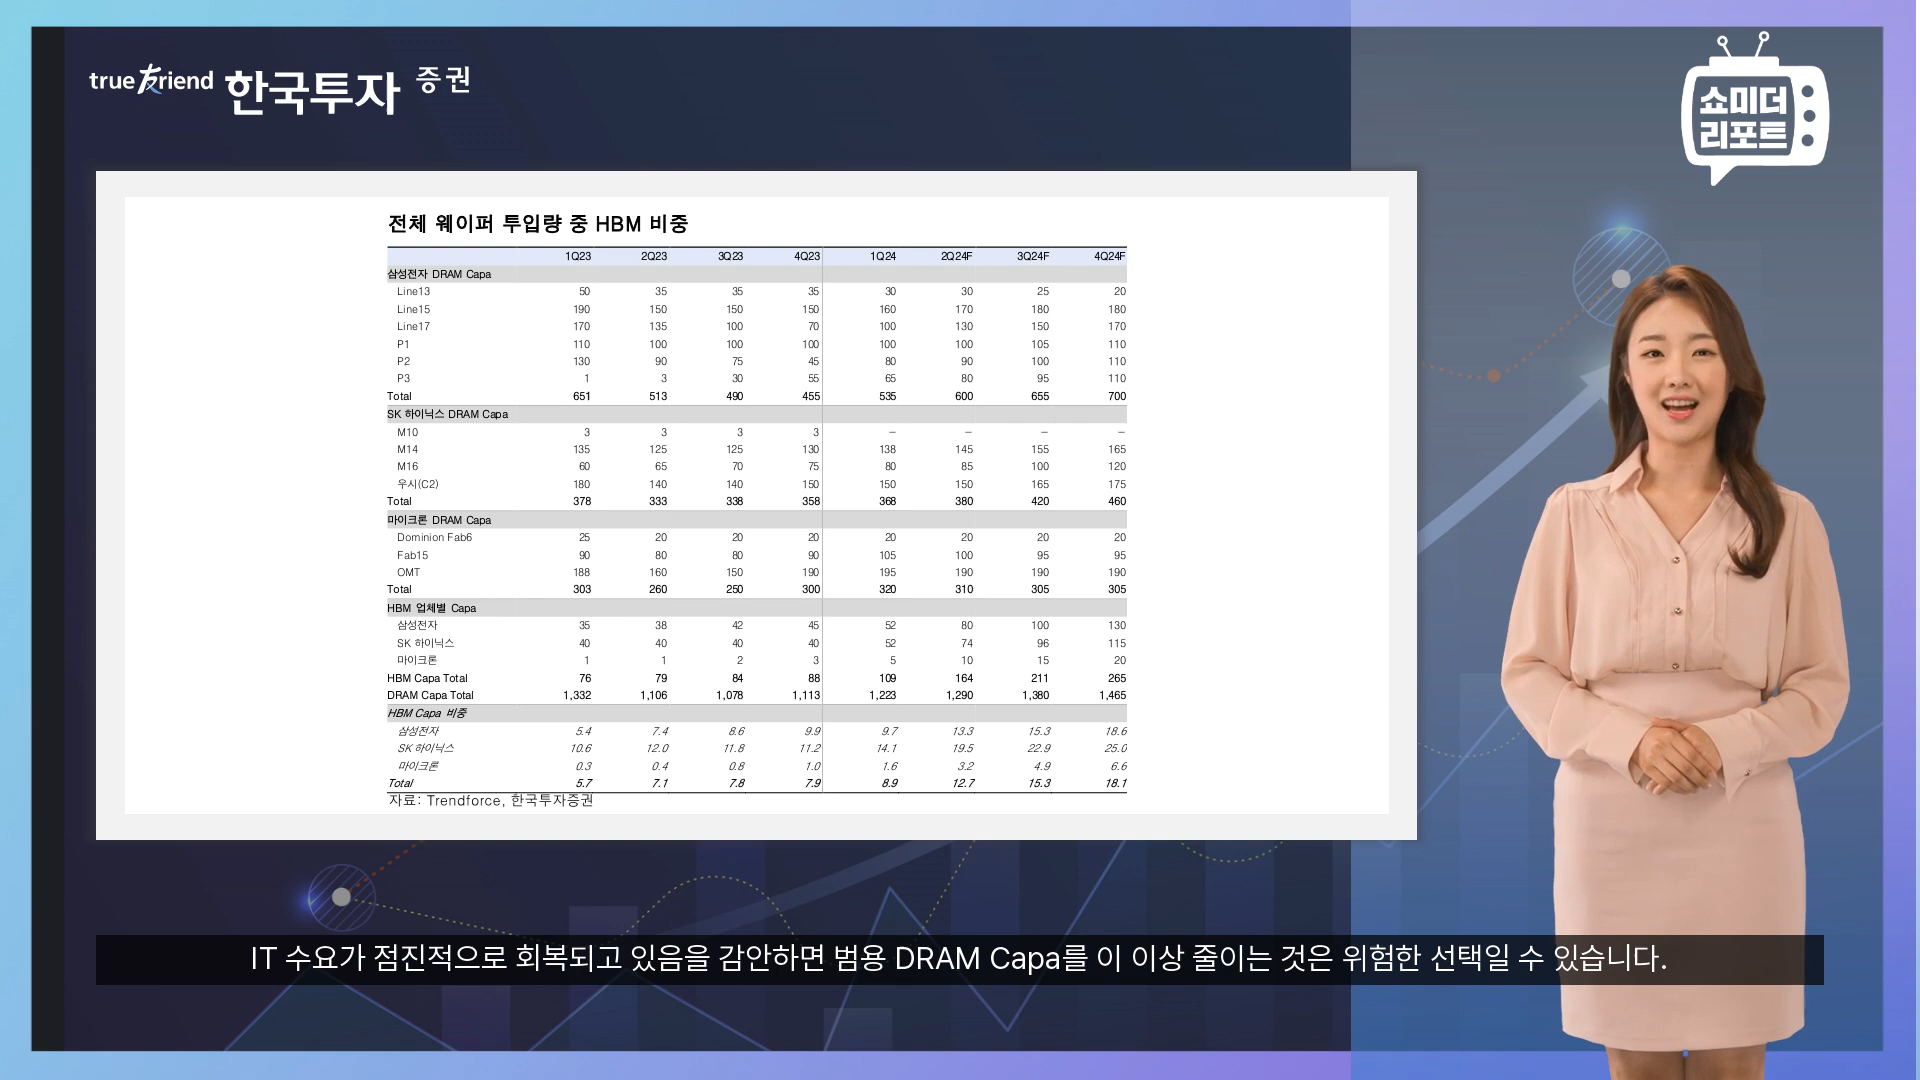 true友riend 한국투자 증권
쇼미더
리포트
전체 웨이퍼 투입량 중 HBM 비중
1Q23 2Q23 3Q23 4Q23 1Q24 2Q24F 3Q24F 4Q24F
삼성전자 DRAM Capa
Line13 50 35 35 35 30 30 25 20
Line15 190 150 150 150 160 170 180 180
Line17 170 135 100 70 100 130 150 170
P1 110 100 100 100 100 100 105 110
P2 130 90 75 45 80 90 100 110
P3 1 3 30 55 65 80 95 110
Total 651 513 490 455 535 600 655 700
SK 하이닉스 DRAM Capa
M10 3 3 3 3 – – – –
M14 135 125 125 130 138 145 155 165
M16 60 65 70 75 80 85 100 120
우시(C2) 180 140 140 150 150 150 165 175
Total 378 333 338 358 368 380 420 460
마이크론 DRAM Capa
Dominion Fab6 25 20 20 20 20 20 20 20
Fab15 90 80 80 90 105 100 95 95
OMT 188 160 150 190 195 190 190 190
Total 303 260 250 300 320 310 305 305
HBM 업체별 Capa
삼성전자 35 38 42 45 52 80 100 130
SK 하이닉스 40 40 40 40 52 74 96 115
마이크론 1 1 2 3 5 10 15 20
HBM Capa Total 76 79 84 88 109 164 211 265
DRAM Capa Total 1,332 1,106 1,078 1,113 1,223 1,290 1,380 1,465
HBM Capa 비중
삼성전자 5.4 7.4 8.6 9.9 9.7 13.3 15.3 18.6
SK 하이닉스 10.6 12.0 11.8 11.2 14.1 19.5 22.9 25.0
마이크론 0.3 0.4 0.8 1.0 1.6 3.2 4.9 6.6
Total 5.7 7.1 7.8 7.9 8.9 12.7 15.3 18.1
자료: Trendforce, 한국투자증권
IT 수요가 점진적으로 회복되고 있음을 감안하면 범용 DRAM Capa를 이 이상 줄이는 것은 위험한 선택일 수 있습니다.